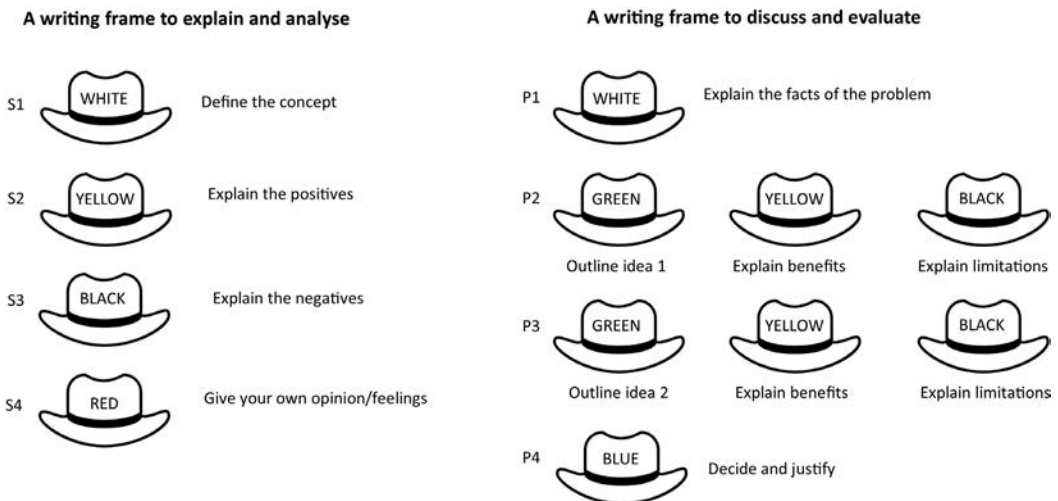 A writing frame to explain and analyse
S1 WHITE Define the concept
S2 YELLOW Explain the positives
S3 BLACK Explain the negatives
S4 RED Give your own opinion/feelings
A writing frame to discuss and evaluate
P1 WHITE Explain the facts of the problem
P2 GREEN YELLOW BLACK
Outline idea 1 Explain benefits Explain limitations
P3 GREEN YELLOW BLACK
Outline idea 2 Explain benefits Explain limitations
P4 BLUE Decide and justify